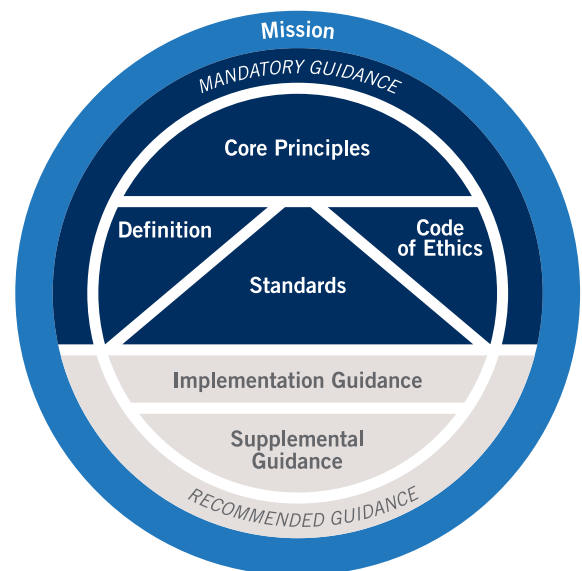 Mission
MANDATORY GUIDANCE
Core Principles
Definition
Code
of Ethics
Standards
Implementation Guidance
Supplemental
Guidance
RECOMMENDED GUIDANCE